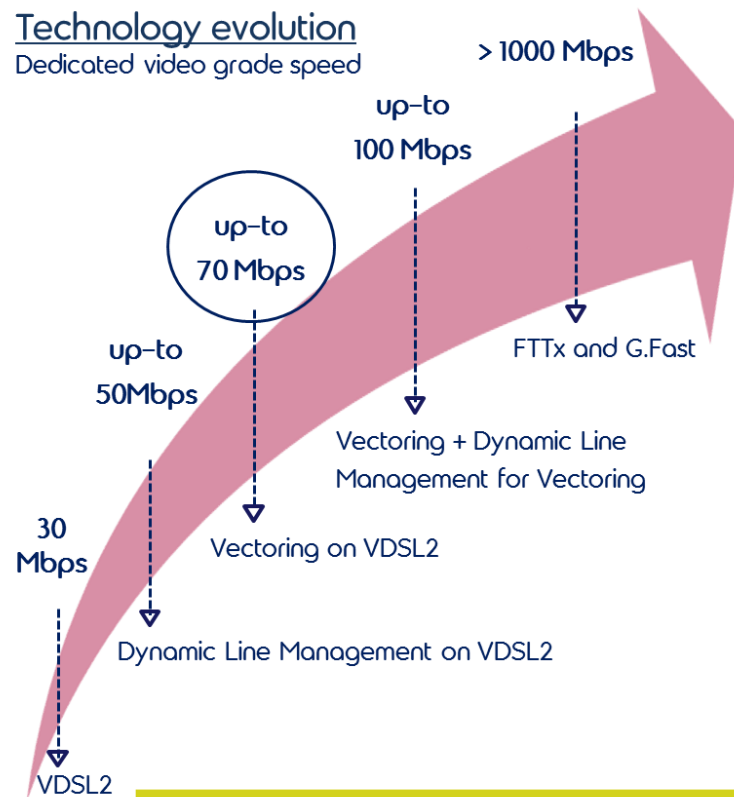 Technology evolution
Dedicated video grade speed
> 1000 Mbps
up-to
100 Mbps
up-to
70 Mbps
up-to
50Mbps
30
Mbps
FTTx and G.Fast
Vectoring + Dynamic Line
Management for Vectoring
Vectoring on VDSL2
Dynamic Line Management on VDSL2
VDSL2